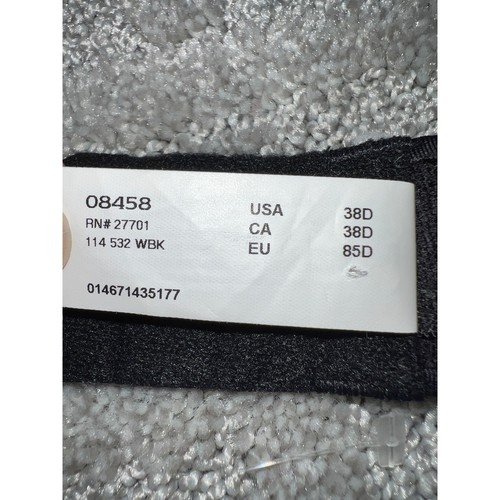 08458
RN# 27701
114 532 WBK
014671435177
USA 38D
CA 38D
EU 85D